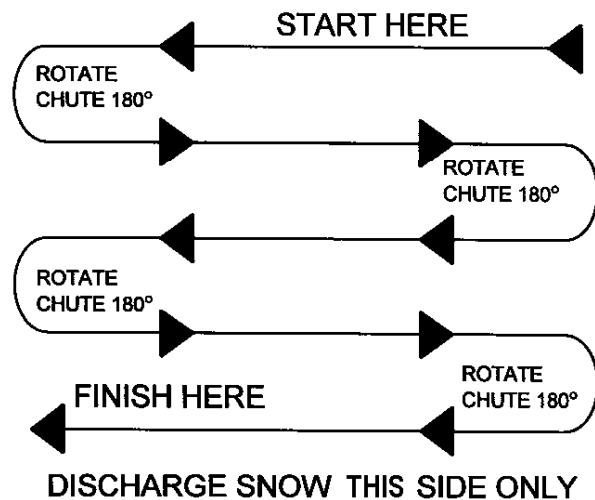 START HERE
ROTATE
CHUTE 180°
ROTATE
CHUTE 180°
ROTATE
CHUTE 180°
ROTATE
CHUTE 180°
FINISH HERE
DISCHARGE SNOW THIS SIDE ONLY